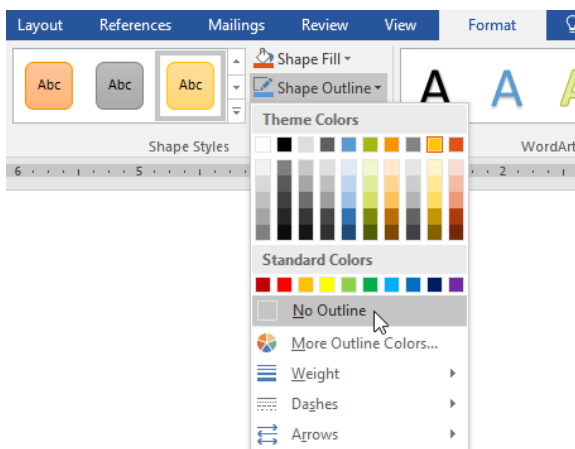 Layout References Mailings Review View Format
Abc Abc Abc Shape Fill A A A
Shape Outline
Theme Colors
Shape Styles WordArt
6 5 2
Standard Colors
No Outline
More Outline Colors...
Weight
Dashes
Arrows